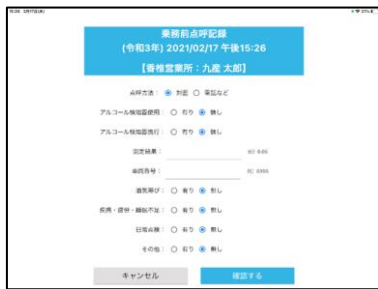 乗務前点呼記録
(令和3年) 2021/02/17 午後15:26
【香椎営業所：九産 太郎】
点呼方法： 対面 電話など
アルコール検知器使用： 有り 無し
アルコール検知器携行： 有り 無し
測定結果：
車両番号： 例) 9999
酒気帯び： 有り 無し
疾病・疲労・睡眠不足： 有り 無し
日常点検： 有り 無し
その他： 有り 無し
キャンセル 確認する